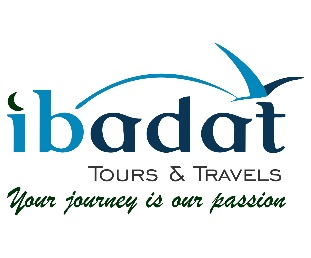 ibadat
TOURS & TRAVELS
Your journey is our passion